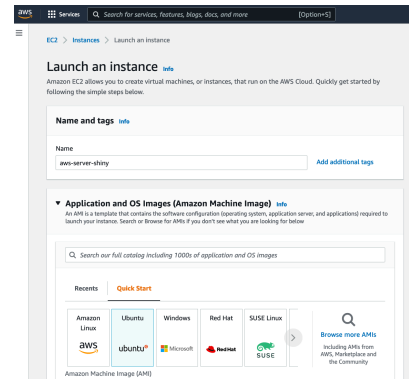 aws
Services
Search for services, features, blogs, docs, and more
[Option+S]
EC2 > Instances > Launch an instance
Launch an instance Info
Amazon EC2 allows you to create virtual machines, or instances, that run on the AWS Cloud. Quickly get started by
following the simple steps below.
Name and tags Info
Name
aws-server-shiny
Add additional tags
Application and OS Images (Amazon Machine Image) Info
An AMI is a template that contains the software configuration (operating system, application server, and applications) required to
launch your instance. Search or Browse for AMIs if you don't see what you are looking for below
Search our full catalog including 1000s of application and OS images
Recents
Quick Start
Amazon
Linux
aws
Ubuntu
ubuntu®
Windows
Microsoft
Red Hat
Red Hat
SUSE Linux
SUSE
Browse more AMIs
Including AMIs from
AWS, Marketplace and
the Community
Amazon Machine Image (AMI)